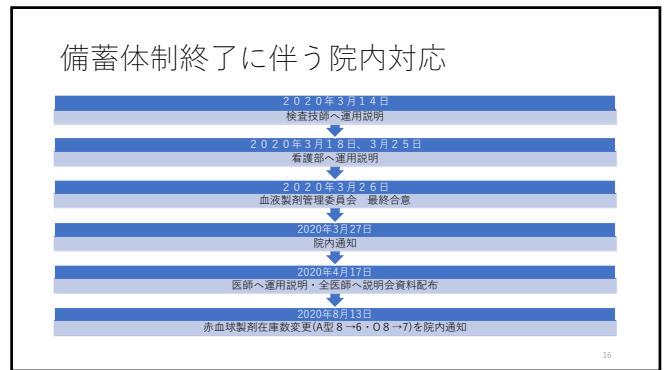 備蓄体制終了に伴う院内対応
２０２０年３月１４日
検査技師へ運用説明
２０２０年３月１８日、３月２５日
看護部へ運用説明
２０２０年３月２６日
血液製剤管理委員会　最終合意
2020年3月27日
院内通知
2020年4月17日
医師へ運用説明・全医師へ説明会資料配布
2020年8月13日
赤血球製剤在庫数変更(A型８→6・O８→7)を院内通知
16